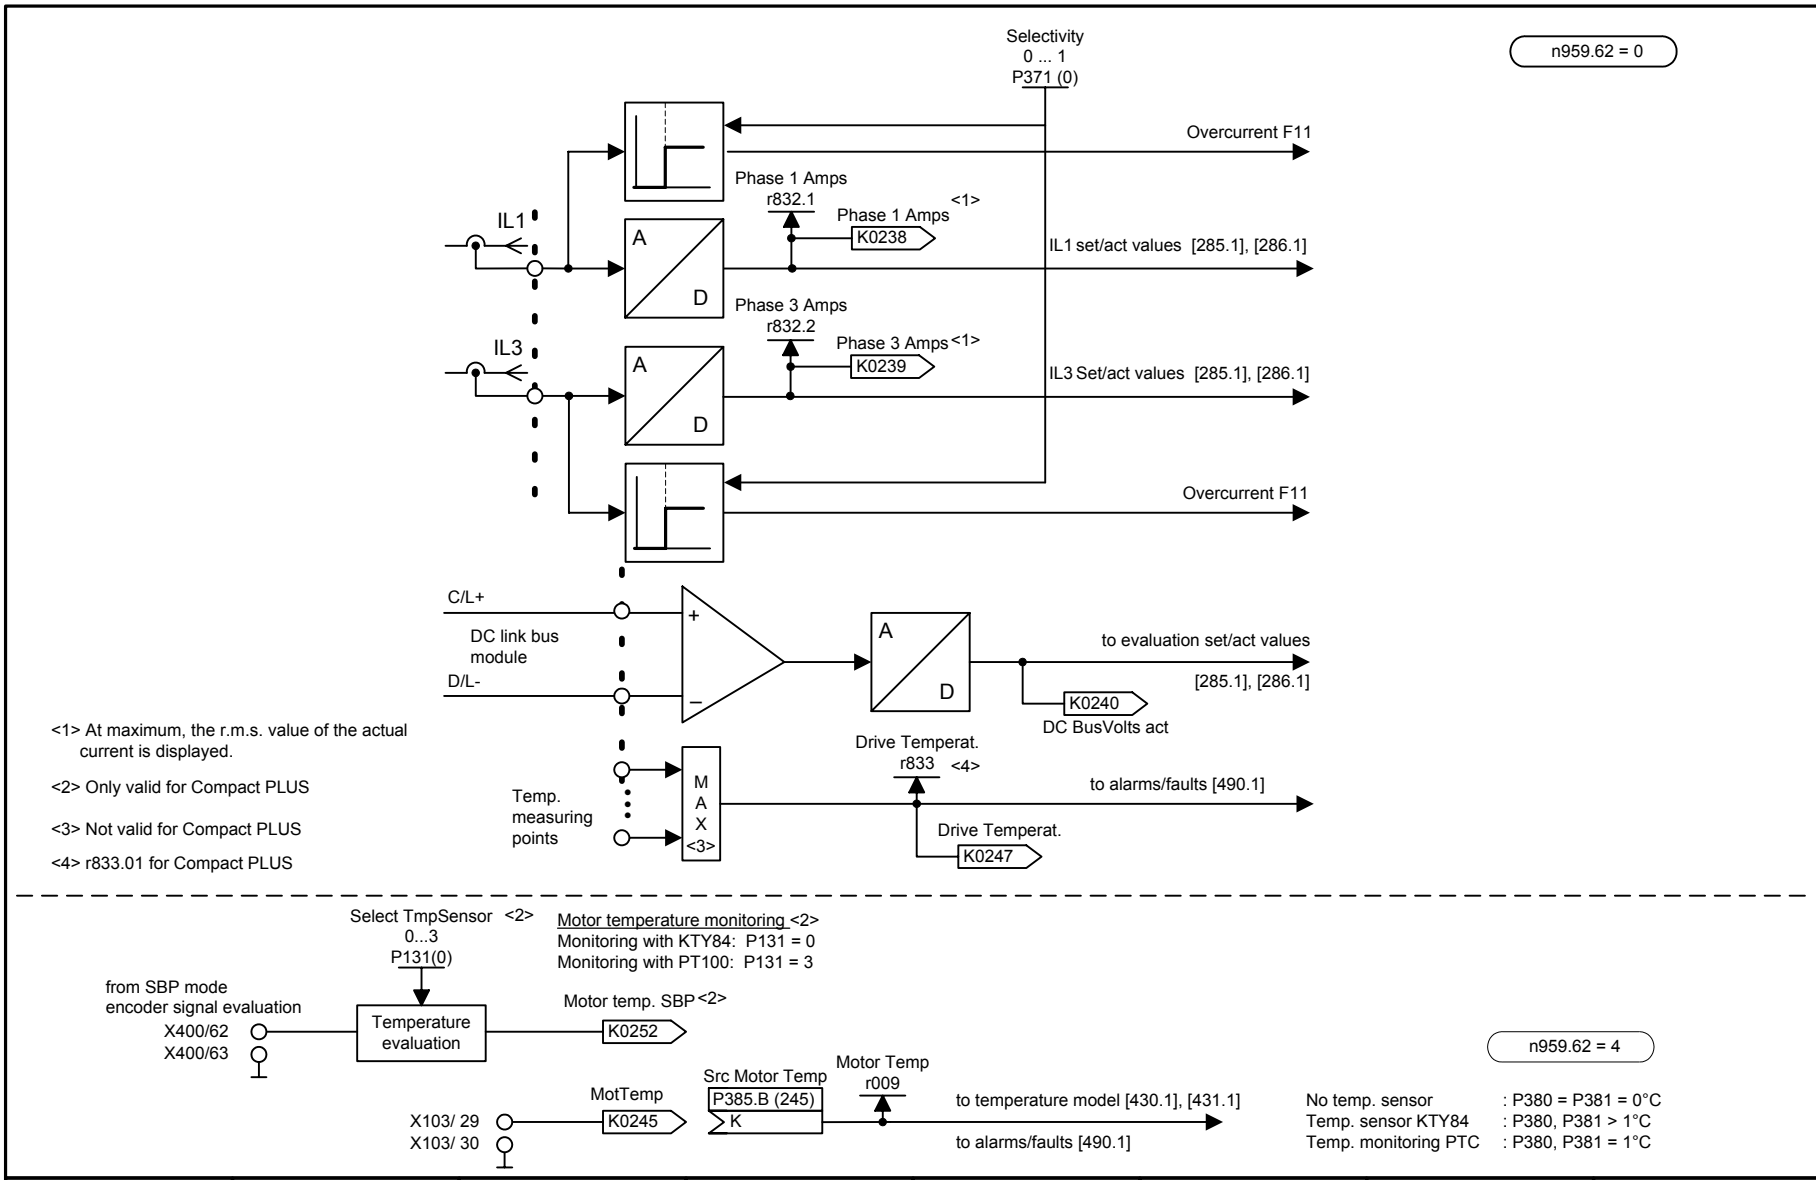 Selectivity
0 ... 1
P371 (0)
n959.62 = 0
Overcurrent F11
Phase 1 Amps
r832.1
<1>
Phase 1 Amps
K0238
IL1
A
D
IL1 set/act values [285.1], [286.1]
Phase 3 Amps
r832.2
Phase 3 Amps <1>
K0239
IL3
A
D
IL3 Set/act values [285.1], [286.1]
Overcurrent F11
C/L+
+
DC link bus
module
D/L-
–
A
D
to evaluation set/act values
[285.1], [286.1]
K0240
DC BusVolts act
<1> At maximum, the r.m.s. value of the actual
current is displayed.
<2> Only valid for Compact PLUS
<3> Not valid for Compact PLUS
<4> r833.01 for Compact PLUS
Temp.
measuring
points
M
A
X
<3>
Drive Temperat.
r833 <4>
to alarms/faults [490.1]
Drive Temperat.
K0247
Select TmpSensor <2>
0...3
P131(0)
Motor temperature monitoring <2>
Monitoring with KTY84: P131 = 0
Monitoring with PT100: P131 = 3
from SBP mode
encoder signal evaluation
X400/62
X400/63
Temperature
evaluation
Motor temp. SBP <2>
K0252
n959.62 = 4
X103/ 29
X103/ 30
MotTemp
K0245
Src Motor Temp
P385.B (245)
K
Motor Temp
r009
to temperature model [430.1], [431.1]
to alarms/faults [490.1]
No temp. sensor : P380 = P381 = 0°C
Temp. sensor KTY84 : P380, P381 > 1°C
Temp. monitoring PTC : P380, P381 = 1°C